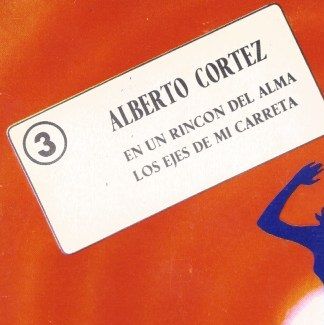 3
ALBERTO CORTEZ
EN UN RINCON DEL ALMA
LOS EJES DE MI CARRETA